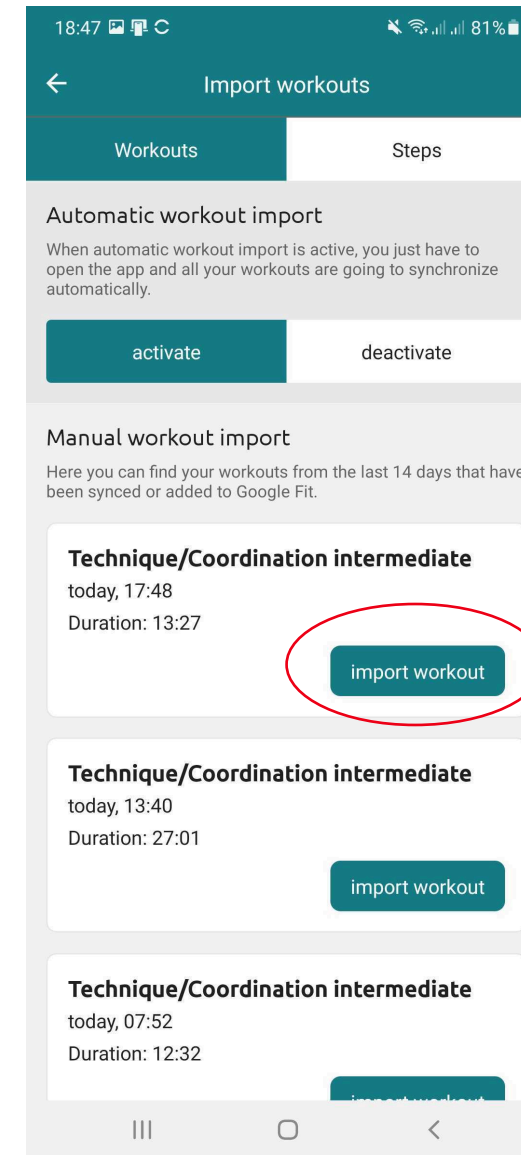 18:47 81%
Import workouts
Workouts Steps
Automatic workout import
When automatic workout import is active, you just have to
open the app and all your workouts are going to synchronize
automatically.
activate deactivate
Manual workout import
Here you can find your workouts from the last 14 days that have
been synced or added to Google Fit.
Technique/Coordination intermediate
today, 17:48
Duration: 13:27
import workout
Technique/Coordination intermediate
today, 13:40
Duration: 27:01
import workout
Technique/Coordination intermediate
today, 07:52
Duration: 12:32
import workout